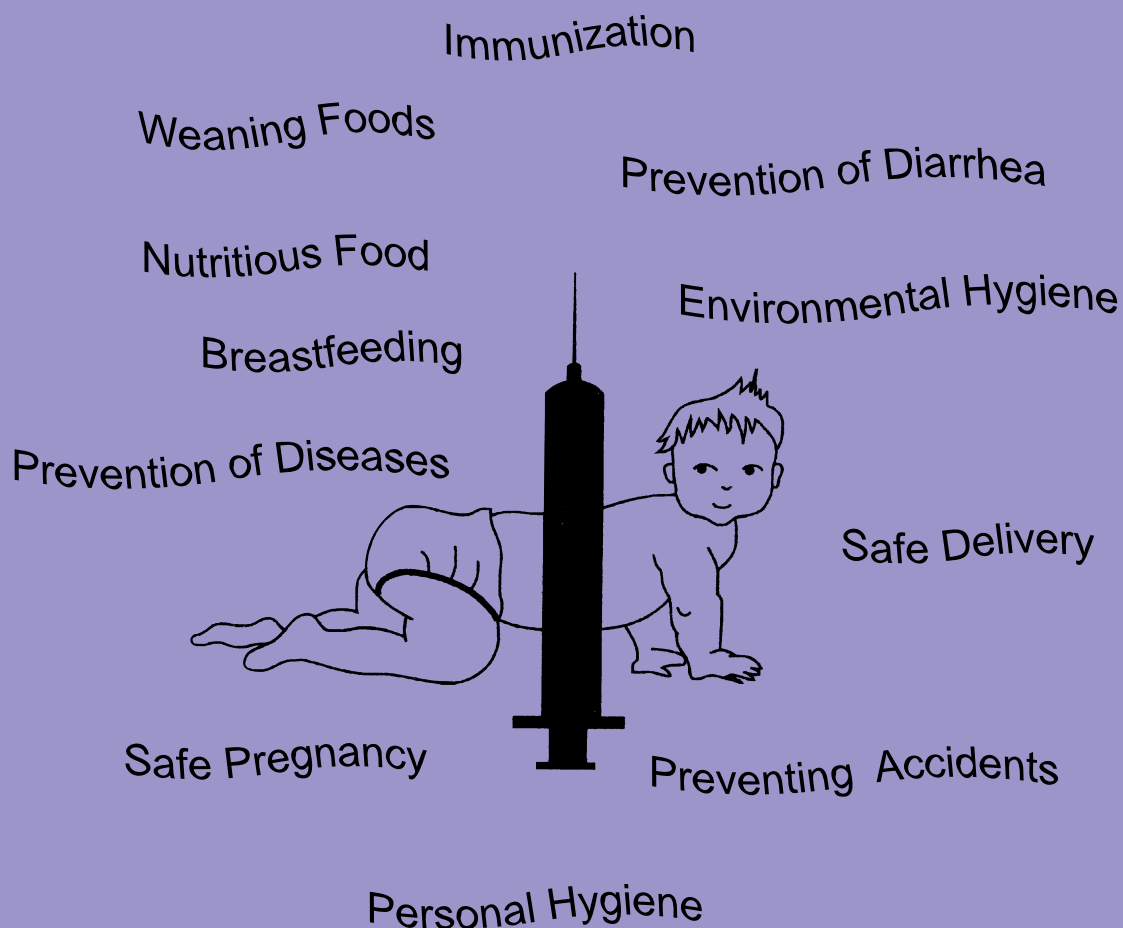 Immunization
Weaning Foods
Prevention of Diarrhea
Nutritious Food
Environmental Hygiene
Breastfeeding
Prevention of Diseases
Safe Delivery
Safe Pregnancy
Preventing Accidents
Personal Hygiene